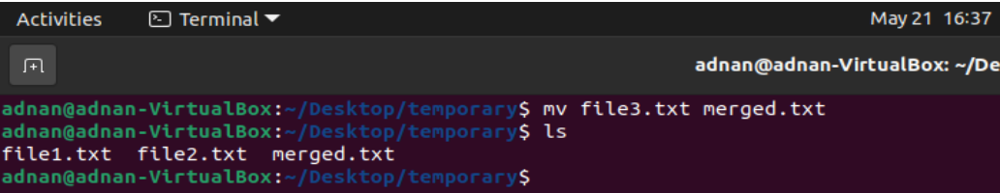 Activities Terminal May 21 16:37
adnan@adnan-VirtualBox: ~/De
adnan@adnan-VirtualBox:~/Desktop/temporary$ mv file3.txt merged.txt
adnan@adnan-VirtualBox:~/Desktop/temporary$ ls
file1.txt  file2.txt  merged.txt
adnan@adnan-VirtualBox:~/Desktop/temporary$